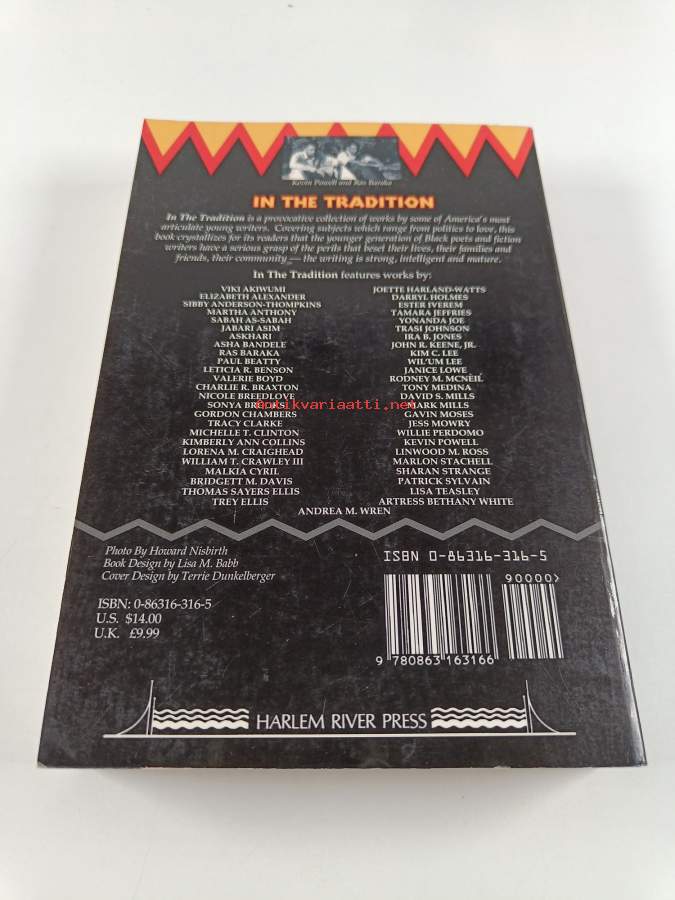 Kevin Powell and Ras Baraka
IN THE TRADITION
In The Tradition is a provocative collection of works by some of America's most
articulate young writers. Covering subjects which range from politics to love, this
book crystallizes for its readers that the younger generation of Black poets and fiction
writers have a serious grasp of the perils that beset their lives, their families and
friends, their community — the writing is strong, intelligent and mature.
In The Tradition features works by:
VIKI AKIWUMI
ELIZABETH ALEXANDER
SIBBY ANDERSON-THOMPKINS
MARTHA ANTHONY
SABAH AS-SABAH
JABARI ASIM
ASKHARI
ASHA BANDELE
RAS BARAKA
PAUL BEATTY
LETICIA R. BENSON
VALERIE BOYD
CHARLIE R. BRAXTON
NICOLE BREEDLOVE
SONYA
GORDON CHAMBERS
TRACY CLARKE
MICHELLE T. CLINTON
KIMBERLY ANN COLLINS
LORENA M. CRAIGHEAD
WILLIAM T. CRAWLEY III
MALKIA CYRIL
BRIDGETT M. DAVIS
THOMAS SAYERS ELLIS
TREY ELLIS
JOETTE HARLAND-WATTS
DARRYL HOLMES
ESTER IVEREM
TAMARA JEFFRIES
YONANDA JOE
TRASI JOHNSON
IRA B. JONES
JOHN R. KEENE, JR.
KIM C. LEE
WIL'UM LEE
JANICE LOWE
RODNEY M. MCNEIL
TONY MEDINA
DAVID S. MILLS
MARK MILLS
GAVIN MOSES
JESS MOWRY
WILLIE PERDOMO
KEVIN POWELL
LINWOOD M. ROSS
MARLON STACHELL
SHARAN STRANGE
PATRICK SYLVAIN
LISA TEASLEY
ARTRESS BETHANY WHITE
ANDREA M. WREN
antikvariaatti.net
Photo By Howard Nisbirth
Book Design by Lisa M. Babb
Cover Design by Terrie Dunkelberger
ISBN: 0-86316-316-5
U.S. $14.00
U.K. £9.99
ISBN 0-86316-316-5
90000>
9 780863 163166
HARLEM RIVER PRESS